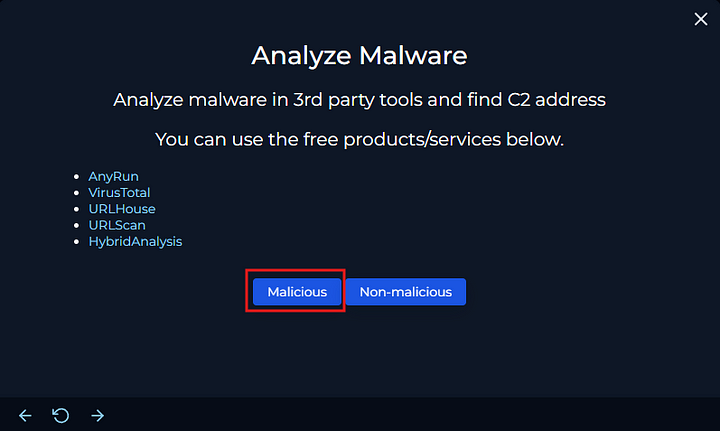 Analyze Malware
Analyze malware in 3rd party tools and find C2 address
You can use the free products/services below.
AnyRun
VirusTotal
URLHouse
URLScan
HybridAnalysis
Malicious
Non-malicious